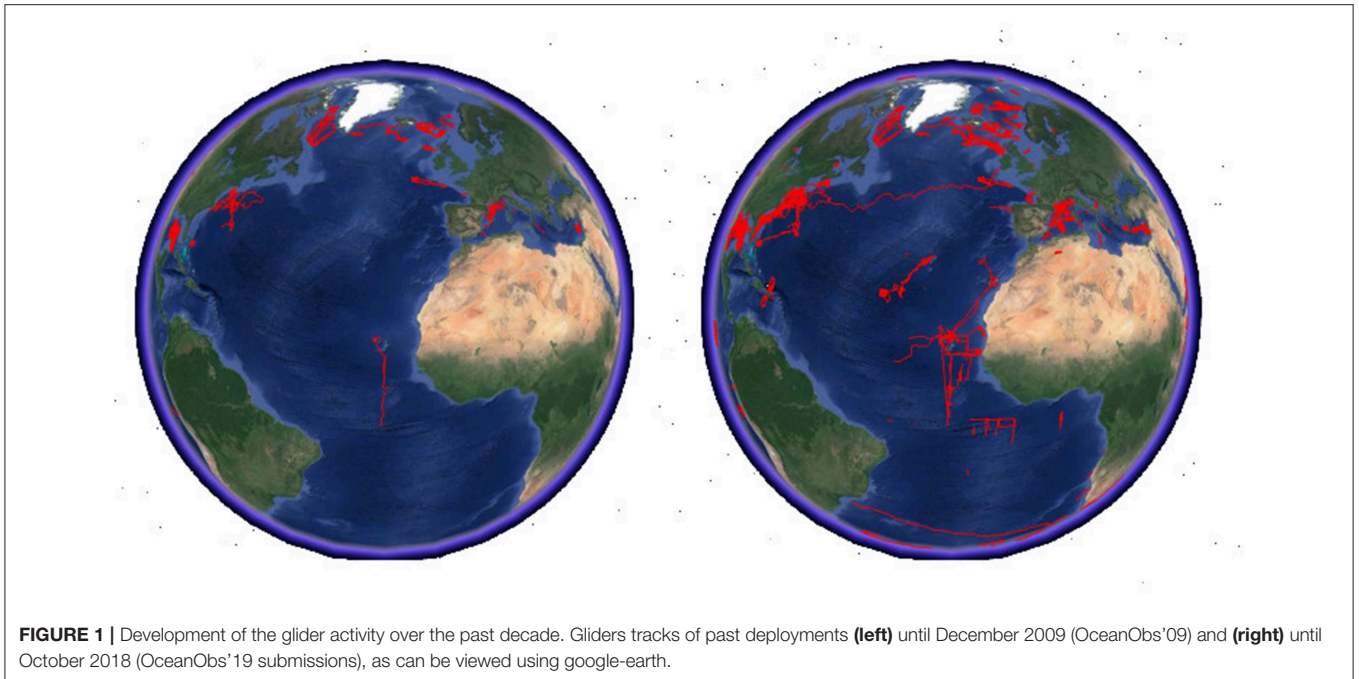 FIGURE 1 | Development of the glider activity over the past decade. Gliders tracks of past deployments (left) until December 2009 (OceanObs'09) and (right) until
October 2018 (OceanObs'19 submissions), as can be viewed using google-earth.